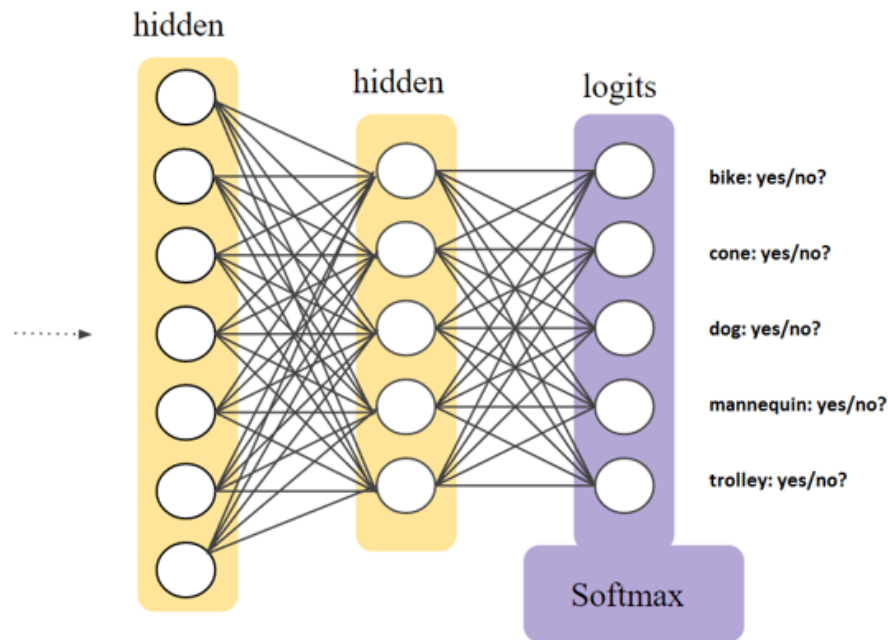 hidden
hidden
logits
bike: yes/no?
cone: yes/no?
dog: yes/no?
mannequin: yes/no?
trolley: yes/no?
Softmax